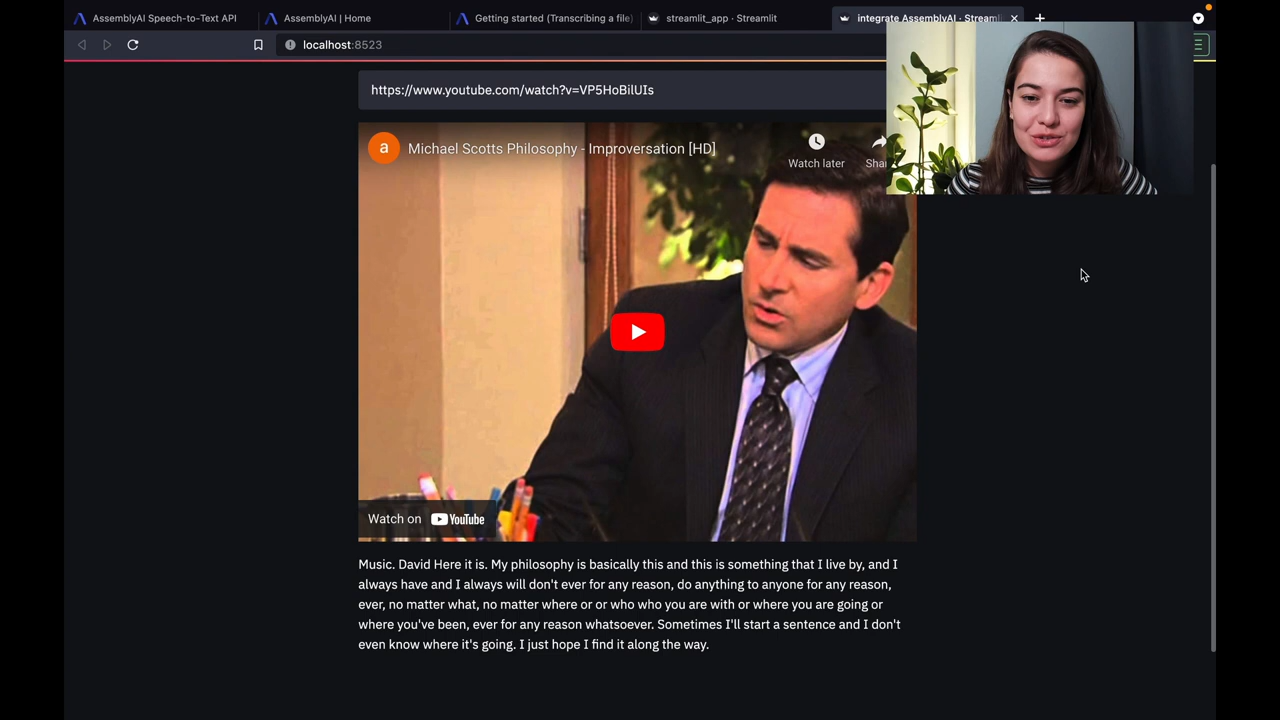 AssemblyAI Speech-to-Text API
AssemblyAI | Home
Getting started (Transcribing a file)
streamlit_app · Streamlit
integrate AssemblyAI · Streaml
localhost:8523
https://www.youtube.com/watch?v=VP5HoBilUIs
a
Michael Scotts Philosophy - Improversation [HD]
Watch later
Shar
Watch on YouTube
Music. David Here it is. My philosophy is basically this and this is something that I live by, and I
always have and I always will don't ever for any reason, do anything to anyone for any reason,
ever, no matter what, no matter where or or who who you are with or where you are going or
where you've been, ever for any reason whatsoever. Sometimes I'll start a sentence and I don't
even know where it's going. I just hope I find it along the way.